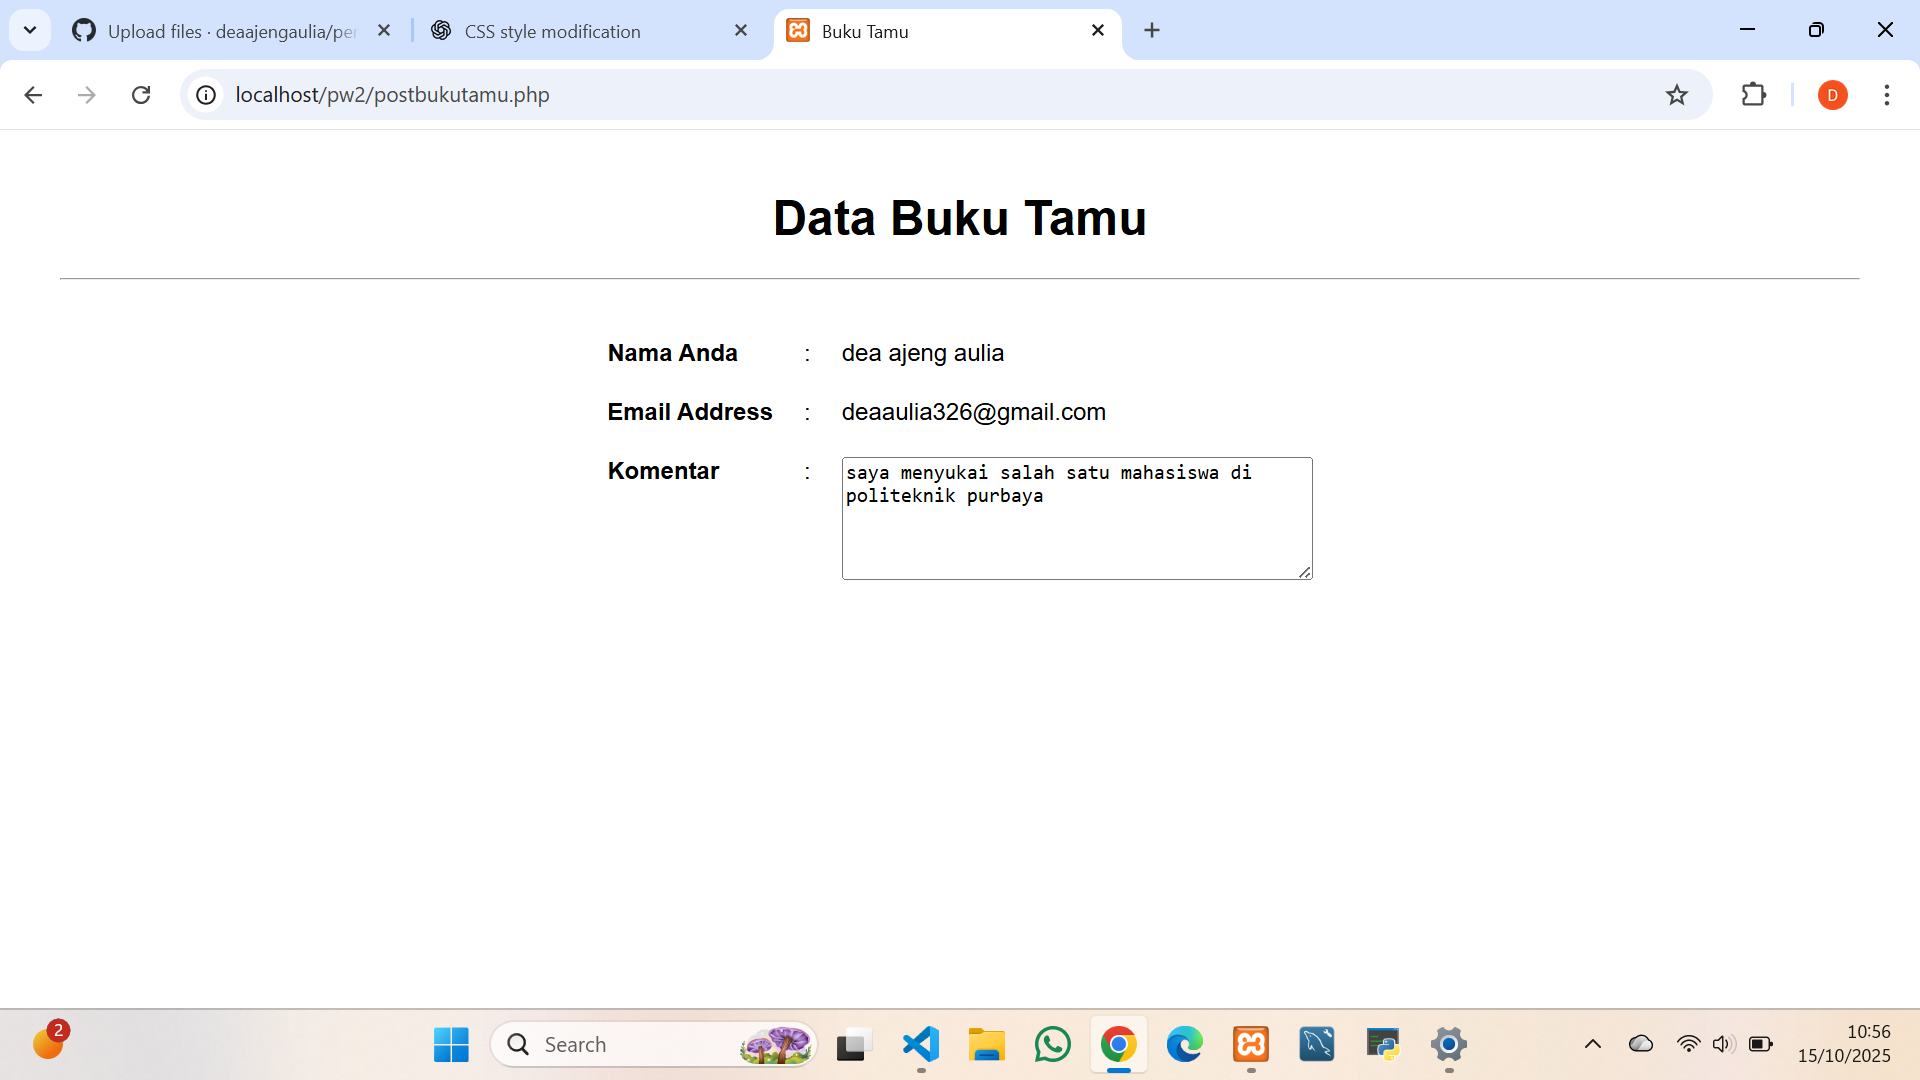 Upload files · deaajengaulia/per
CSS style modification
Buku Tamu
localhost/pw2/postbukutamu.php
D
Data Buku Tamu
Nama Anda : dea ajeng aulia
Email Address : deaaulia326@gmail.com
Komentar : saya menyukai salah satu mahasiswa di
politeknik purbaya
2
Search
10:56
15/10/2025